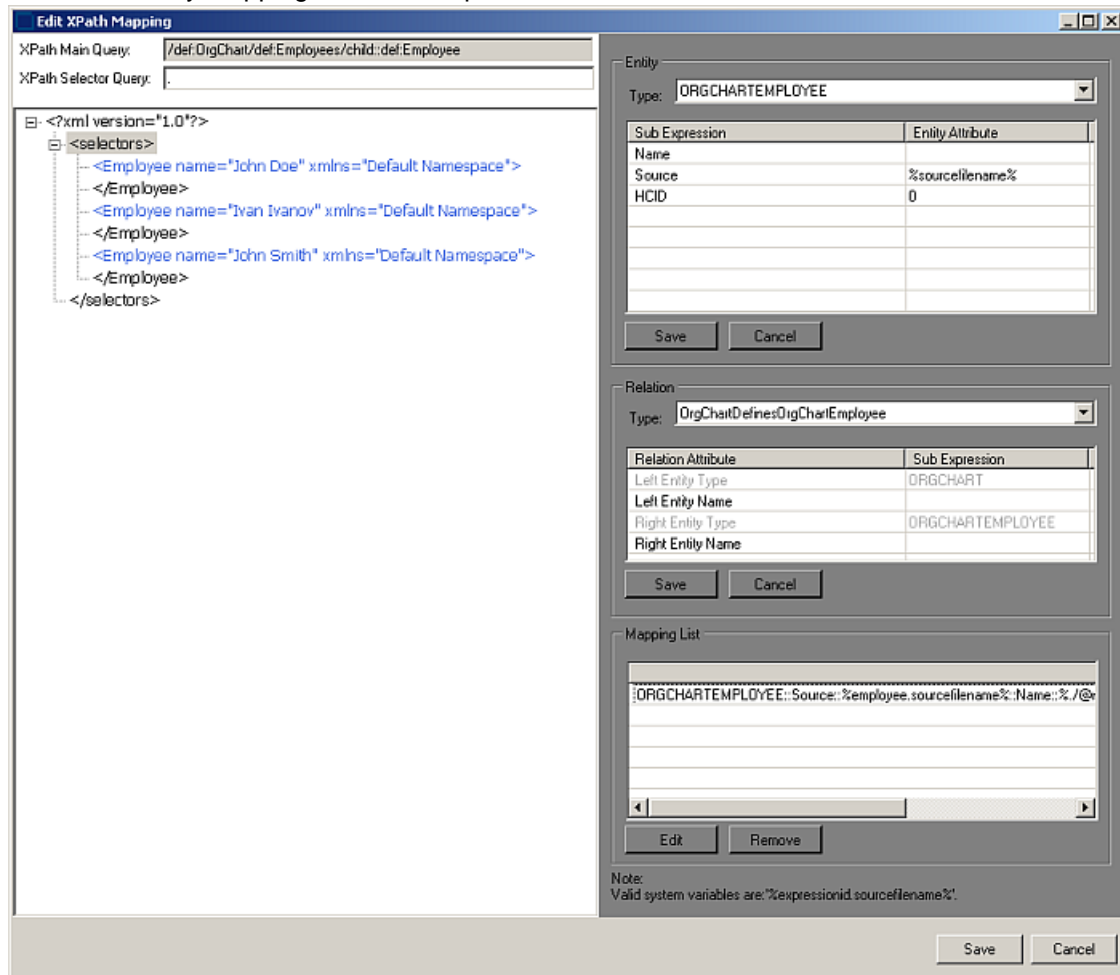 Edit XPath Mapping
XPath Main Query: /def:OrgChart/def:Employees/child::def:Employee
XPath Selector Query: .
<?xml version="1.0"?>
<selectors>
<Employee name="John Doe" xmlns="Default Namespace">
</Employee>
<Employee name="Ivan Ivanov" xmlns="Default Namespace">
</Employee>
<Employee name="John Smith" xmlns="Default Namespace">
</Employee>
</selectors>
Entity
Type: ORGCHARTEMPLOYEE
Sub Expression Entity Attribute
Name
Source %sourcefilename%
HCID 0
Save Cancel
Relation
Type: OrgChartDefinesOrgChartEmployee
Relation Attribute Sub Expression
Left Entity Type ORGCHART
Left Entity Name
Right Entity Type ORGCHARTEMPLOYEE
Right Entity Name
Save Cancel
Mapping List
ORGCHARTEMPLOYEE::Source::%employee.sourcefilename%::Name::%./@
Edit Remove
Note:
Valid system variables are:'%expressionid.sourcefilename%'.
Save Cancel